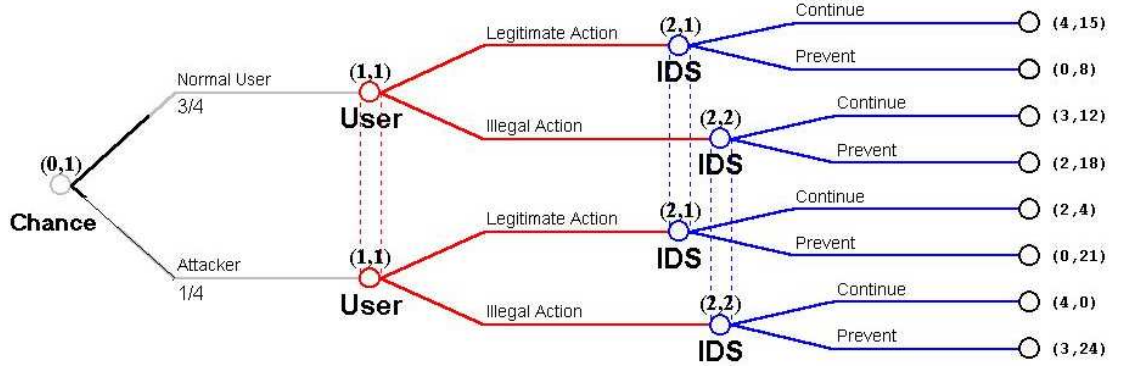 Continue
(4,15)
Legitimate Action
(2,1)
IDS
Prevent
(0,8)
Normal User
3/4
(1,1)
User
Continue
(3,12)
Illegal Action
(2,2)
IDS
Prevent
(2,18)
(0,1)
Chance
Continue
(2,4)
Legitimate Action
(2,1)
IDS
Prevent
(0,21)
Attacker
1/4
(1,1)
User
Continue
(4,0)
Illegal Action
(2,2)
IDS
Prevent
(3,24)